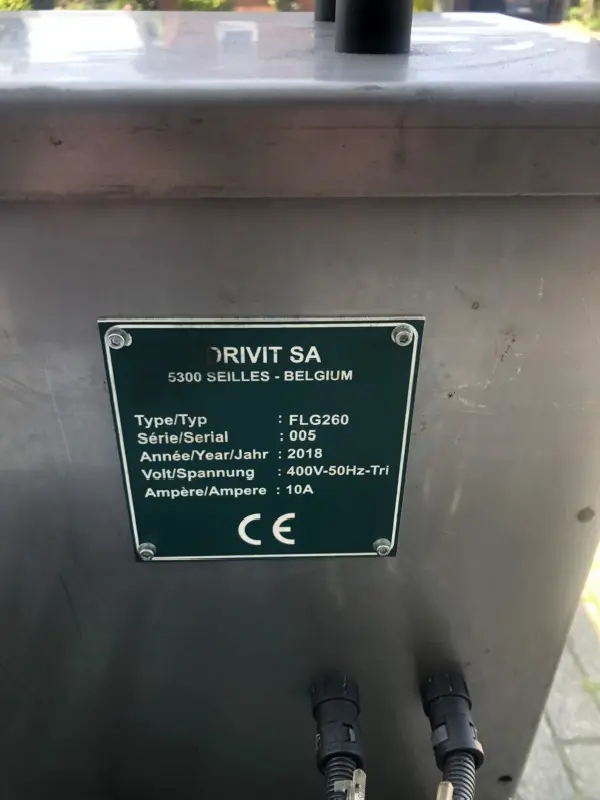 DRIVIT SA
5300 SEILLES - BELGIUM
Type/Typ : FLG260
Série/Serial : 005
Année/Year/Jahr : 2018
Volt/Spannung : 400V-50Hz-Tri
Ampère/Ampere : 10A
CE